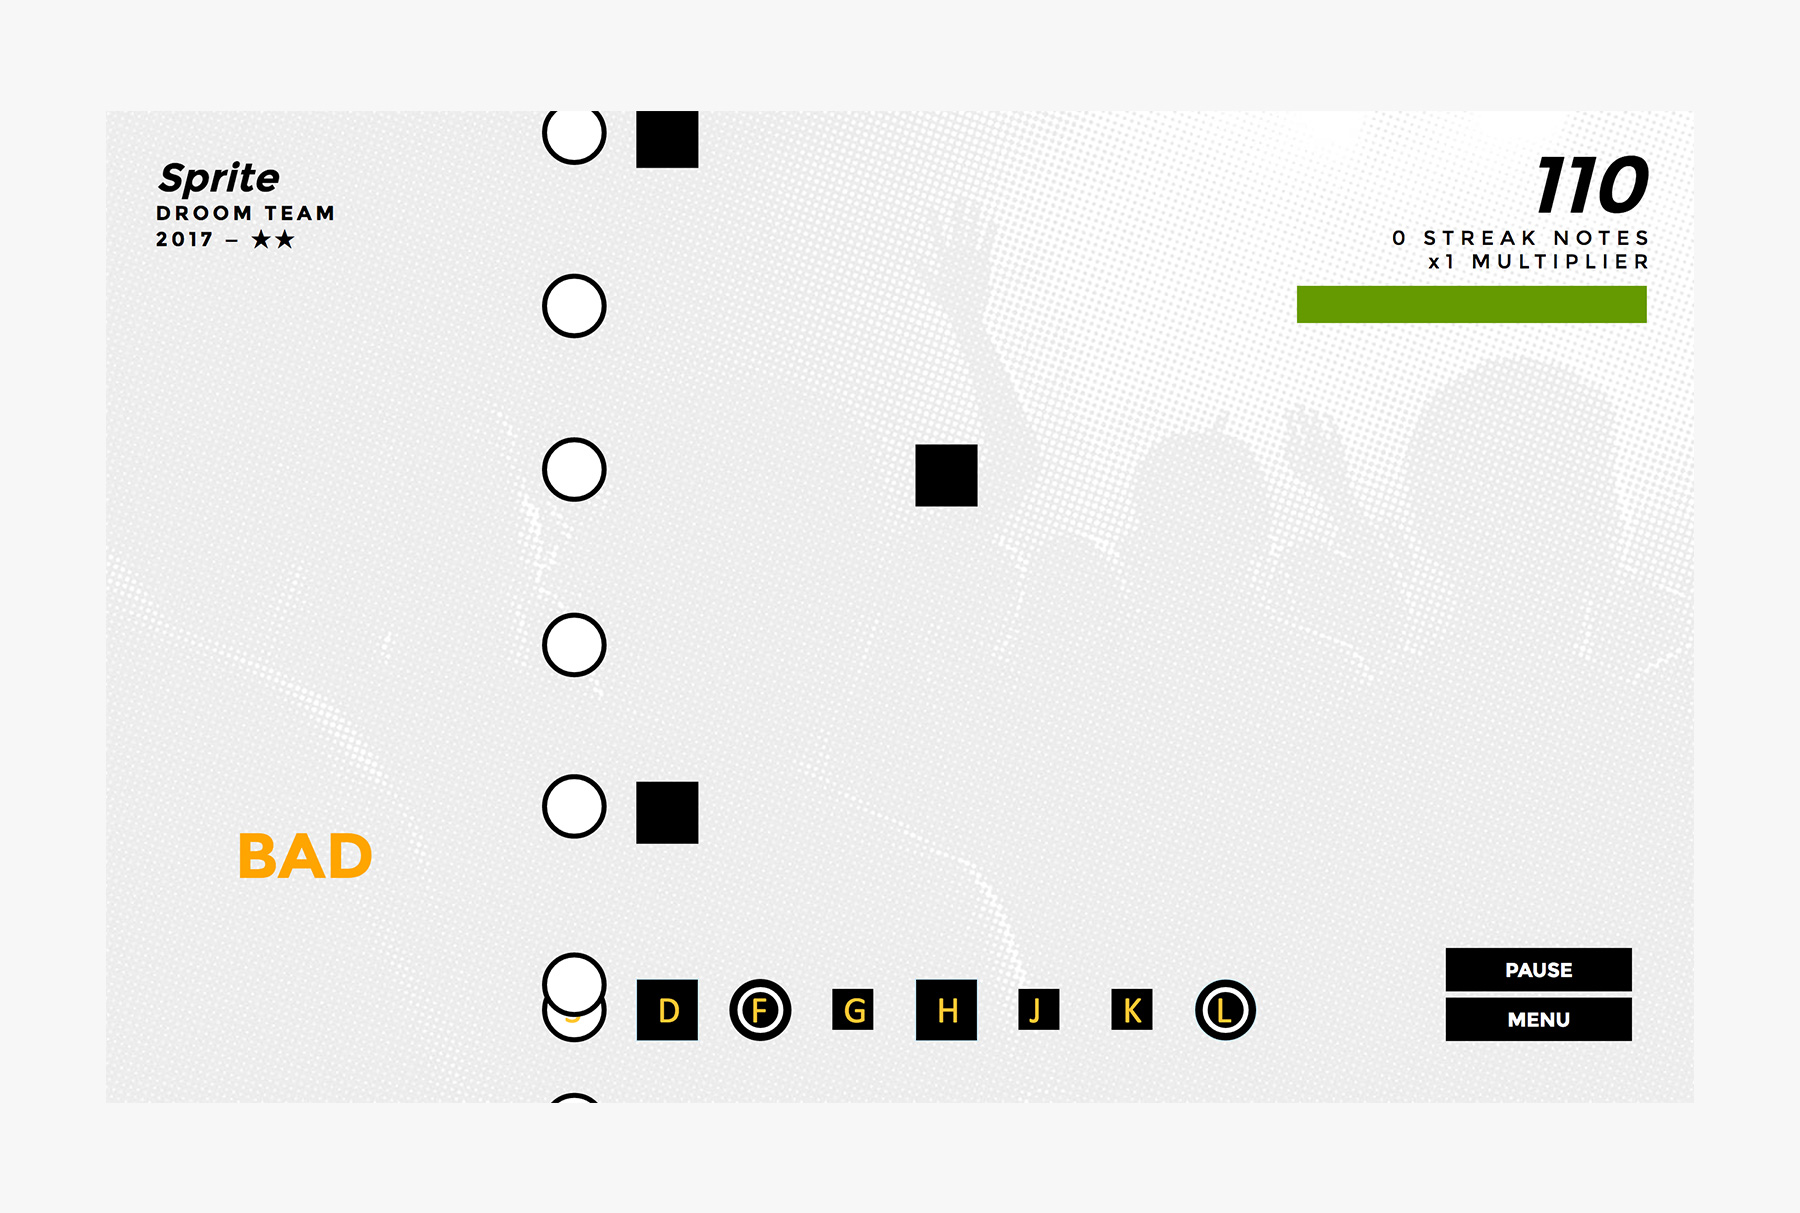 Sprite
DROOM TEAM
2017 – ★★
110
0 STREAK NOTES
x1 MULTIPLIER
BAD
D F G H J K L
PAUSE
MENU